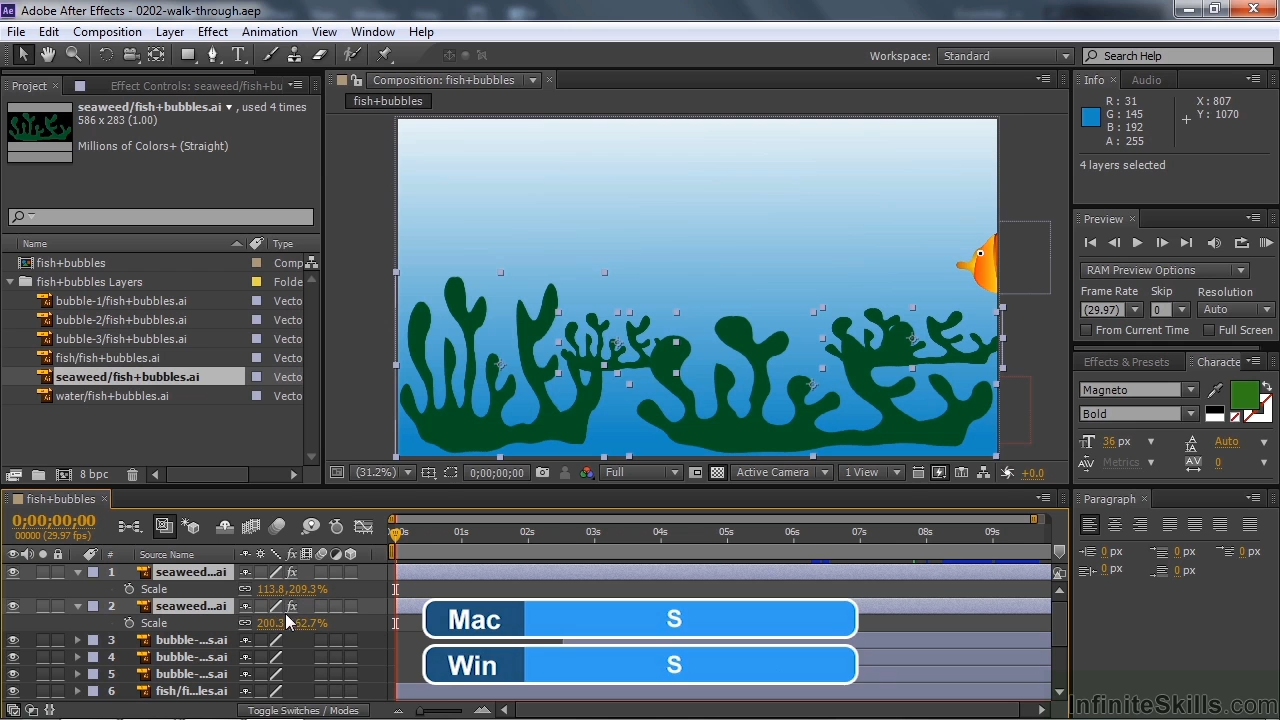 Ae Adobe After Effects - 0202-walk-through.aep
File Edit Composition Layer Effect Animation View Window Help
Workspace: Standard Search Help
Project Effect Controls: seaweed/fish+bu
seaweed/fish+bubbles.ai , used 4 times
586 x 283 (1.00)
Millions of Colors+ (Straight)
Name Type
fish+bubbles Comp
fish+bubbles Layers Folde
bubble-1/fish+bubbles.ai Vecto
bubble-2/fish+bubbles.ai Vecto
bubble-3/fish+bubbles.ai Vecto
fish/fish+bubbles.ai Vecto
seaweed/fish+bubbles.ai Vecto
water/fish+bubbles.ai Vecto
8 bpc
Composition: fish+bubbles
fish+bubbles
(31.2%) 0;00;00;00 Full Active Camera 1 View +0.0
Info Audio
R : 31 X : 807
G : 145 Y : 1070
B : 192
A : 255
4 layers selected
Preview
RAM Preview Options
Frame Rate Skip Resolution
(29.97) 0 Auto
From Current Time Full Screen
Effects & Presets Characte
Magneto
Bold
36 px Auto
Metrics 0
Paragraph
0 px 0 px 0 px
0 px 0 px
fish+bubbles
0;00;00;00
00000 (29.97 fps)
01s 02s 03s 04s 05s 06s 07s 08s 09s
# Source Name
1 seaweed...ai
Scale 113.8,209.3%
2 seaweed...ai
Scale
3 bubble-...s.ai
4 bubble-...s.ai
5 bubble-...s.ai
6 fish/fi...les.ai
Toggle Switches / Modes
Mac S
Win S
InfiniteSkills.com